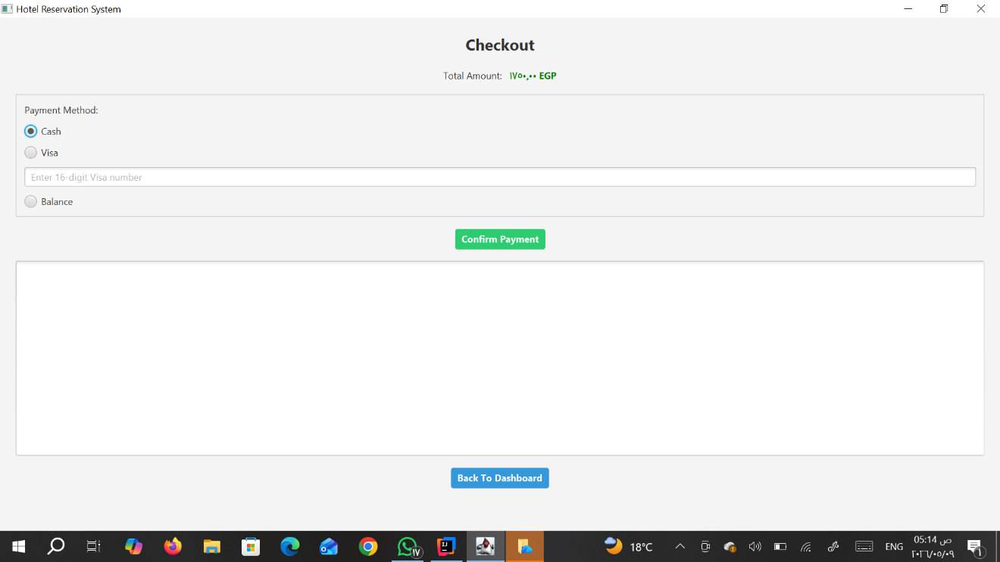 Hotel Reservation System
Checkout
Total Amount: ١٧٥٠,٠٠ EGP
Payment Method:
Cash
Visa
Enter 16-digit Visa number
Balance
Confirm Payment
Back To Dashboard
١٧
18°C
ENG
05:14 ص
٢٠٢٦/٠٥/٠٩
1